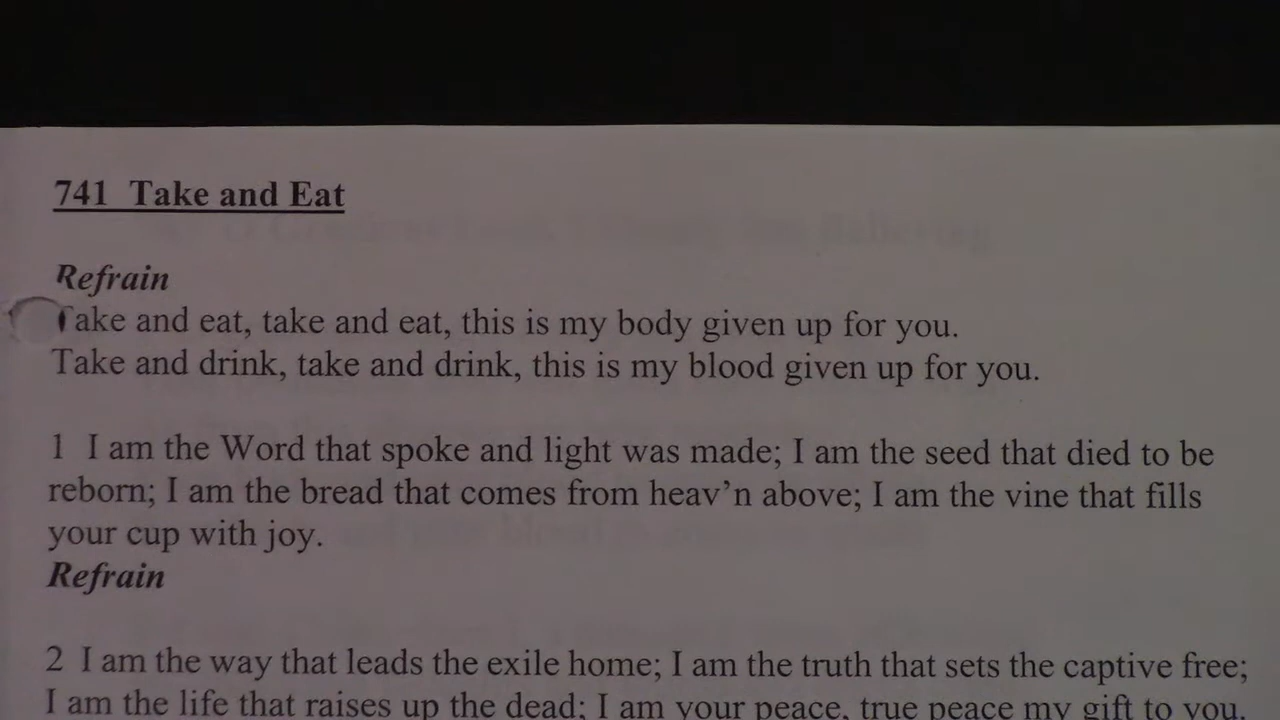 741 Take and Eat
Refrain
Take and eat, take and eat, this is my body given up for you.
Take and drink, take and drink, this is my blood given up for you.
1 I am the Word that spoke and light was made; I am the seed that died to be
reborn; I am the bread that comes from heav’n above; I am the vine that fills
your cup with joy.
Refrain
2 I am the way that leads the exile home; I am the truth that sets the captive free;
I am the life that raises up the dead; I am your peace, true peace my gift to you.